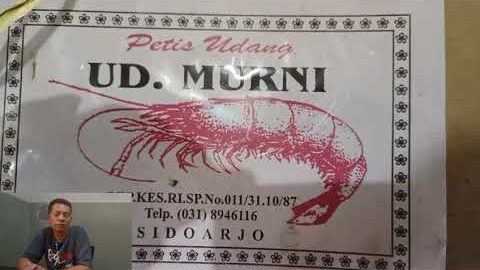 Petis Udang
UD. MURNI
KES.RI.SP.No.011/31.10/87
Telp. (031) 8946116
SIDOARJO